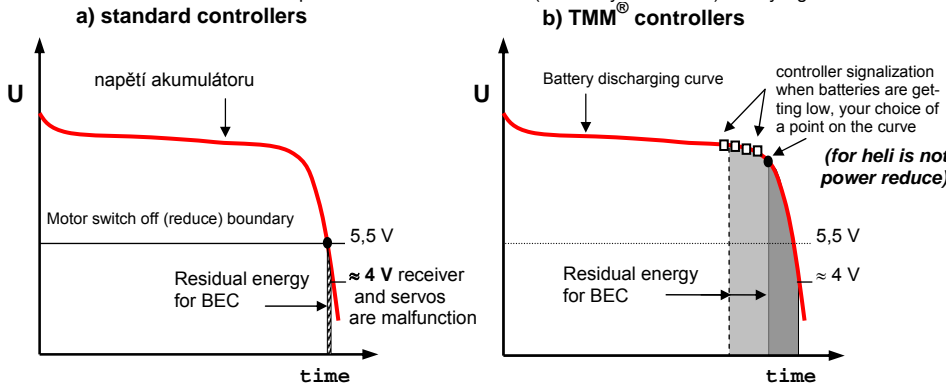 a) standard controllers
U
napětí akumulátoru
Motor switch off (reduce) boundary
5,5 V
Residual energy
for BEC
≈ 4 V receiver
and servos
are malfunction
time
b) TMM® controllers
U
Battery discharging curve
controller signalization
when batteries are get-
ting low, your choice of
a point on the curve
(for heli is not
power reduce)
5,5 V
Residual energy
for BEC
≈ 4 V
time